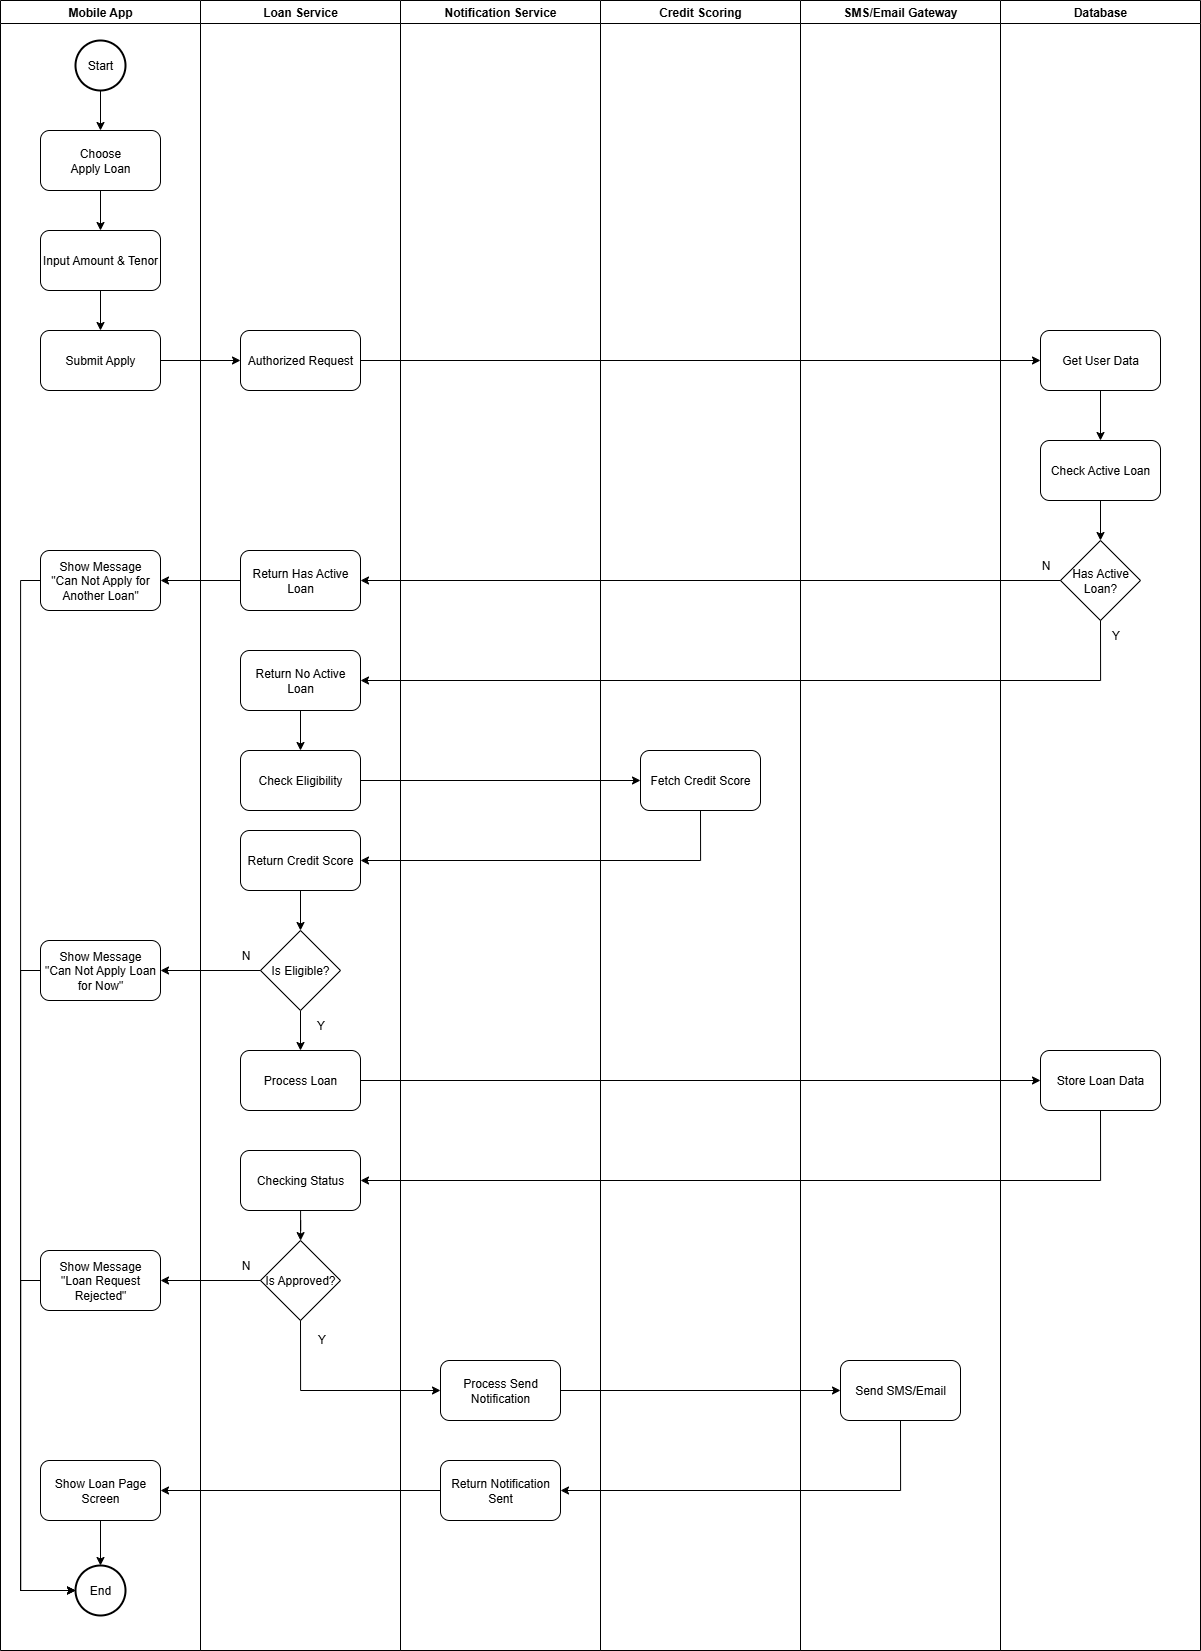 Mobile App
Loan Service
Notification Service
Credit Scoring
SMS/Email Gateway
Database
Start
Choose
Apply Loan
Input Amount & Tenor
Submit Apply
Authorized Request
Get User Data
Check Active Loan
Show Message
"Can Not Apply for
Another Loan"
Return Has Active
Loan
N
Has Active
Loan?
Y
Return No Active
Loan
Check Eligibility
Fetch Credit Score
Return Credit Score
Show Message
"Can Not Apply Loan
for Now"
N
Is Eligible?
Y
Process Loan
Store Loan Data
Checking Status
Show Message
"Loan Request
Rejected"
N
Is Approved?
Y
Process Send
Notification
Send SMS/Email
Show Loan Page
Screen
Return Notification
Sent
End